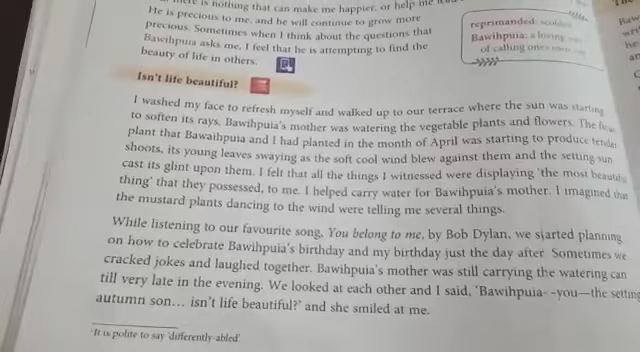 there is nothing that can make me happier, or help me
He is precious to me, and he will continue to grow more
precious. Sometimes when I think about the questions that
Bawihpuia asks me, I feel that he is attempting to find the
beauty of life in others.
reprimanded: scolded
Bawihpuia: a loving
of calling one's own
Isn't life beautiful?
I washed my face to refresh myself and walked up to our terrace where the sun was starting
to soften its rays. Bawihpuia's mother was watering the vegetable plants and flowers. The
plant that Bawaihpuia and I had planted in the month of April was starting to produce tender
shoots, its young leaves swaying as the soft cool wind blew against them and the setting sun
cast its glint upon them. I felt that all the things I witnessed were displaying 'the most beautiful
thing' that they possessed, to me. I helped carry water for Bawihpuia's mother. I imagined that
the mustard plants dancing to the wind were telling me several things.
While listening to our favourite song, You belong to me, by Bob Dylan, we started planning
on how to celebrate Bawihpuia's birthday and my birthday just the day after. Sometimes we
cracked jokes and laughed together. Bawihpuia's mother was still carrying the watering can
till very late in the evening. We looked at each other and I said, 'Bawihpuia- -you—the setting
autumn son... isn't life beautiful?' and she smiled at me.
¹It is polite to say 'differently-abled'.